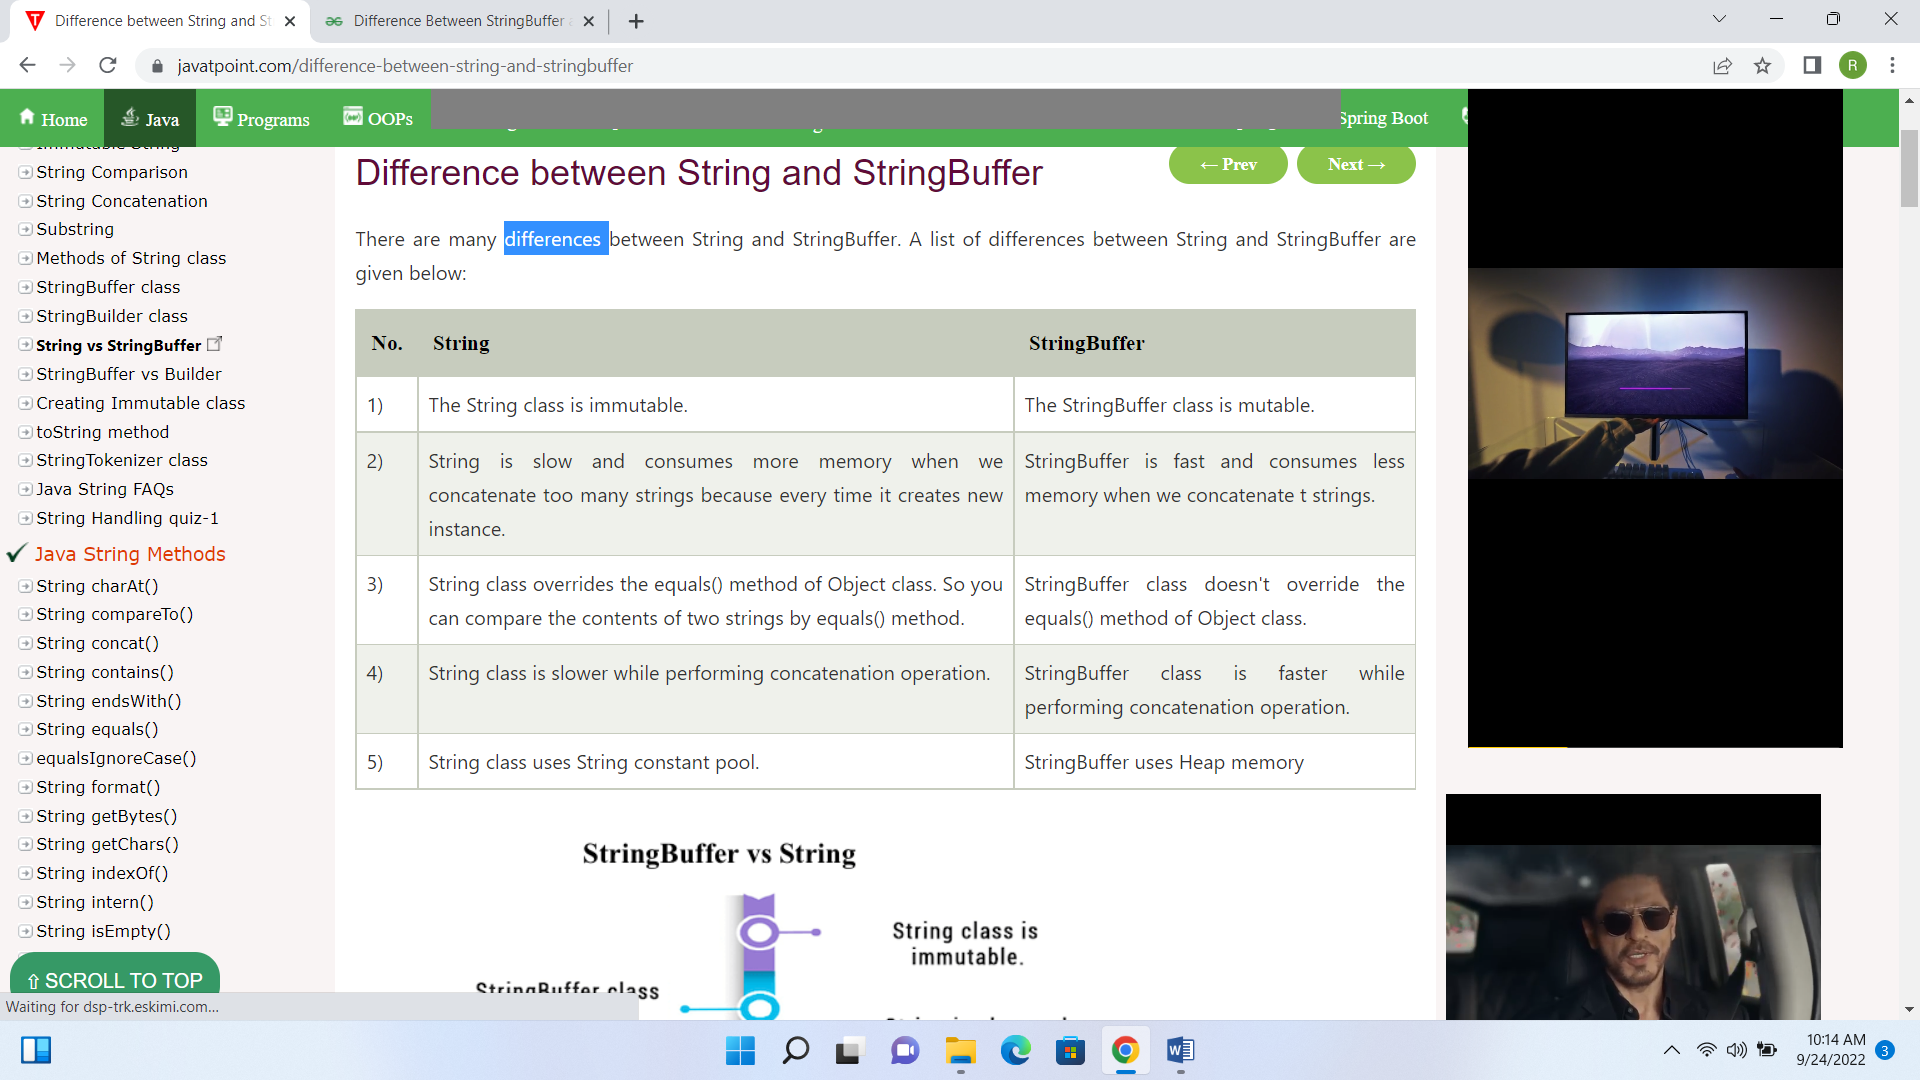 Difference between String and St
Difference Between StringBuffer
javatpoint.com/difference-between-string-and-stringbuffer
R
Home
Java
Programs
OOPs
Spring Boot
String Comparison
String Concatenation
Substring
Methods of String class
StringBuffer class
StringBuilder class
String vs StringBuffer
StringBuffer vs Builder
Creating Immutable class
toString method
StringTokenizer class
Java String FAQs
String Handling quiz-1
Java String Methods
String charAt()
String compareTo()
String concat()
String contains()
String endsWith()
String equals()
equalsIgnoreCase()
String format()
String getBytes()
String getChars()
String indexOf()
String intern()
String isEmpty()
⇧ SCROLL TO TOP
Waiting for dsp-trk.eskimi.com...
Difference between String and StringBuffer
← Prev
Next →
There are many differences between String and StringBuffer. A list of differences between String and StringBuffer are
given below:
No. String StringBuffer
1) The String class is immutable. The StringBuffer class is mutable.
2) String is slow and consumes more memory when we
concatenate too many strings because every time it creates new
instance.
StringBuffer is fast and consumes less
memory when we concatenate t strings.
3) String class overrides the equals() method of Object class. So you
can compare the contents of two strings by equals() method.
StringBuffer class doesn't override the
equals() method of Object class.
4) String class is slower while performing concatenation operation.
StringBuffer class is faster while
performing concatenation operation.
5) String class uses String constant pool. StringBuffer uses Heap memory
StringBuffer vs String
String class is
immutable.
StringBuffer class
10:14 AM
9/24/2022
3